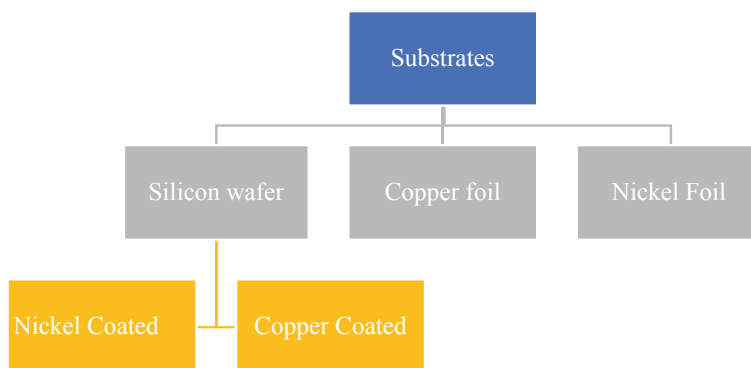 Substrates
Silicon wafer
Copper foil
Nickel Foil
Nickel Coated
Copper Coated